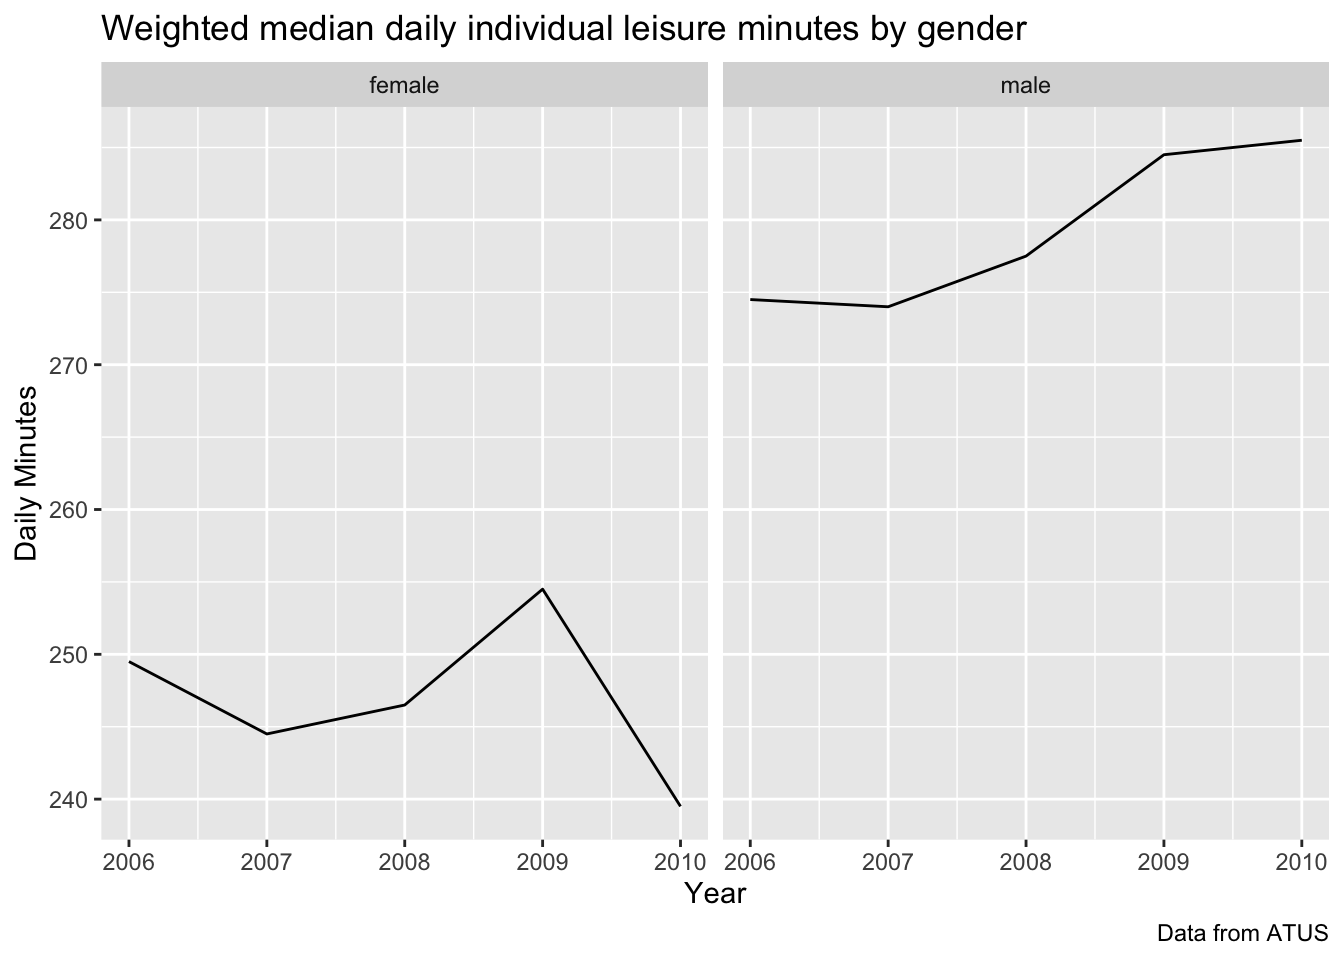 Weighted median daily individual leisure minutes by gender
female male
Daily Minutes
280
270
260
250
240
2006 2007 2008 2009 2010 2006 2007 2008 2009 2010
Year
Data from ATUS